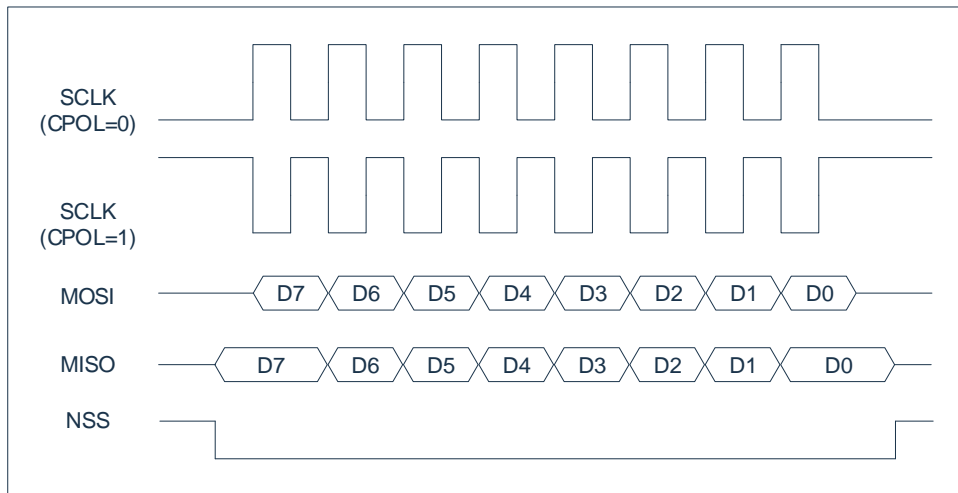 SCLK
(CPOL=0)
SCLK
(CPOL=1)
MOSI
D7 D6 D5 D4 D3 D2 D1 D0
MISO
D7 D6 D5 D4 D3 D2 D1 D0
NSS